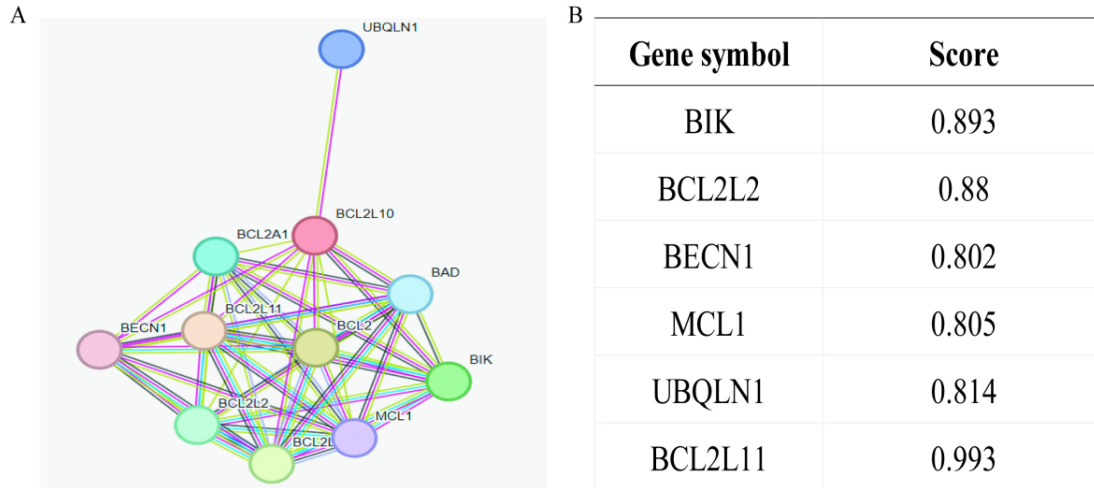 A
UBQLN1
BCL2L10
BCL2A1
BAD
BCL2L11
BECN1
BCL2
BIK
BCL2L2
MCL1
BCL2L
B
Gene symbol Score
BIK 0.893
BCL2L2 0.88
BECN1 0.802
MCL1 0.805
UBQLN1 0.814
BCL2L11 0.993